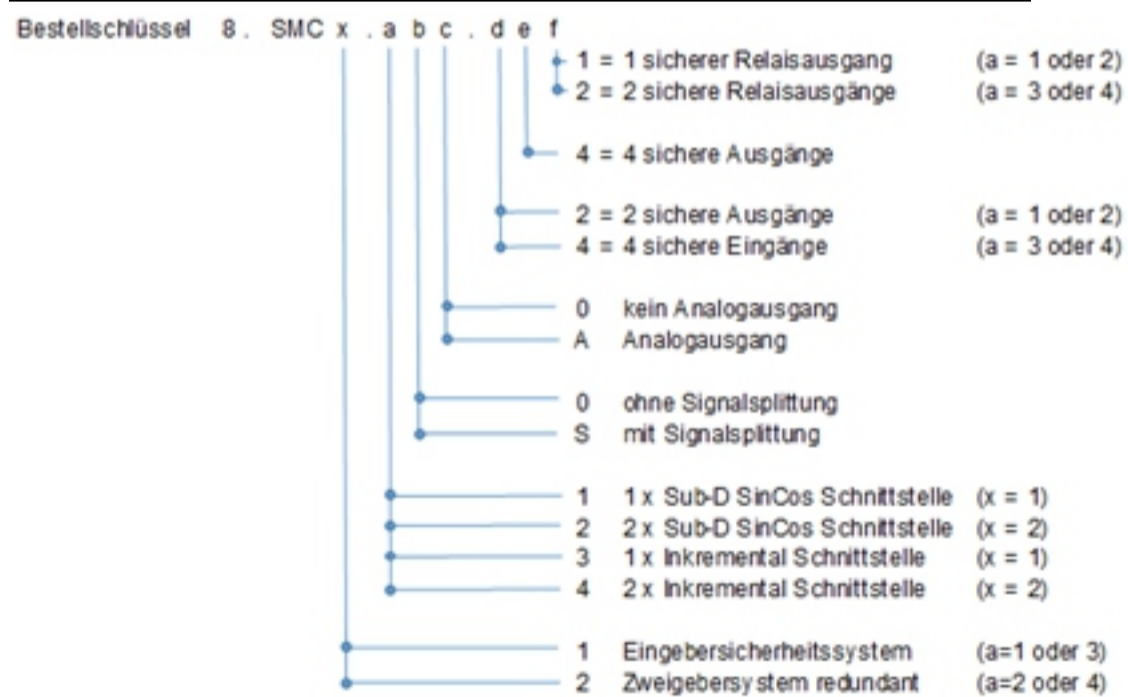 Bestellschlüssel 8 . SMC x . a b c . d e f
1 = 1 sicherer Relaisausgang (a = 1 oder 2)
2 = 2 sichere Relaisausgänge (a = 3 oder 4)
4 = 4 sichere Ausgänge
2 = 2 sichere Ausgänge (a = 1 oder 2)
4 = 4 sichere Eingänge (a = 3 oder 4)
0 kein Analogausgang
A Analogausgang
0 ohne Signalsplittung
S mit Signalsplittung
1 1 x Sub-D SinCos Schnittstelle (x = 1)
2 2 x Sub-D SinCos Schnittstelle (x = 2)
3 1 x Inkremental Schnittstelle (x = 1)
4 2 x Inkremental Schnittstelle (x = 2)
1 Eingebersicherheitssystem (a=1 oder 3)
2 Zweigebersystem redundant (a=2 oder 4)